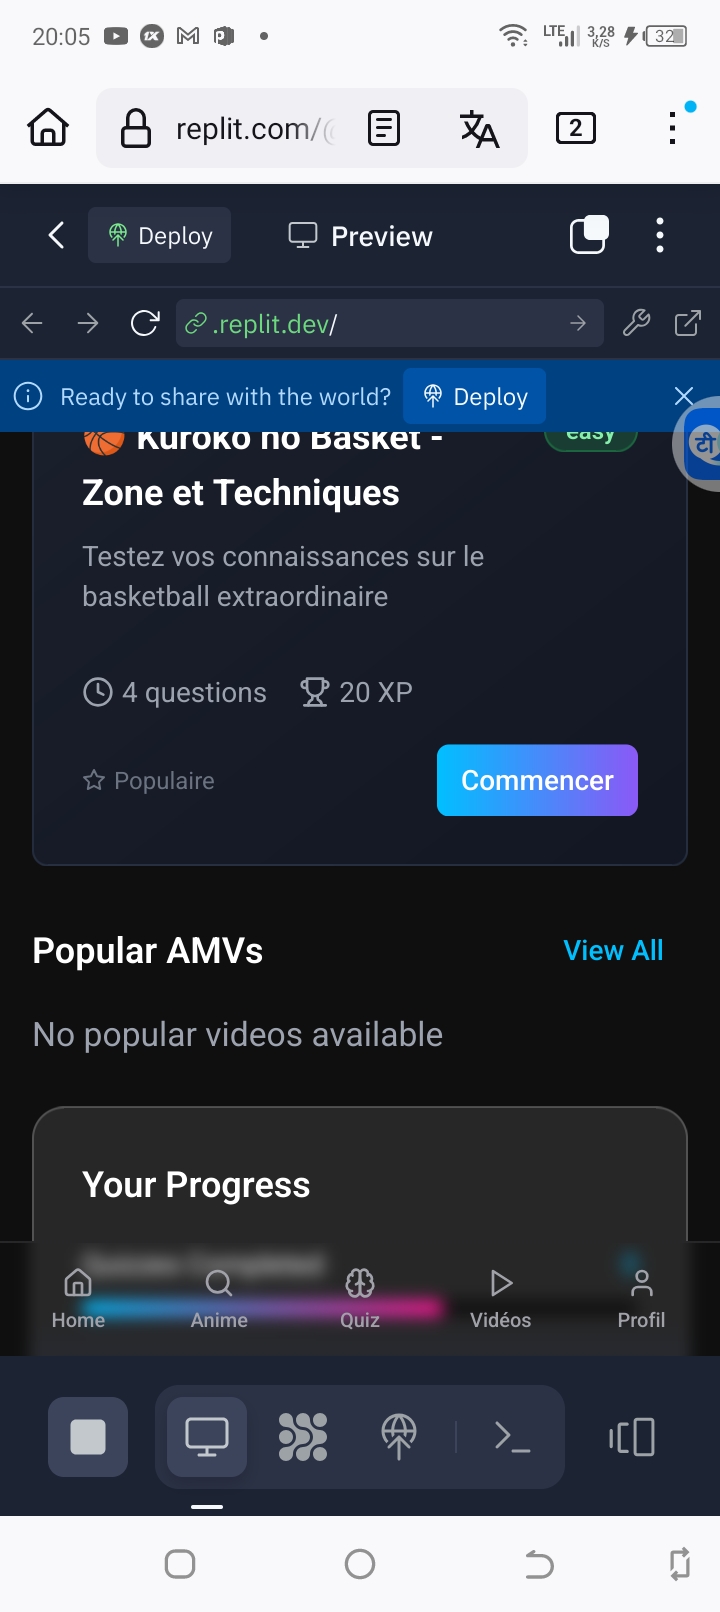 20:05
LTE 3,28 K/S 32
replit.com/(
2
Deploy
Preview
.replit.dev/
Ready to share with the world?
Deploy
टी
🏀 Kuroko no Basket -
easy
Zone et Techniques
Testez vos connaissances sur le
basketball extraordinaire
4 questions
20 XP
Populaire
Commencer
Popular AMVs
View All
No popular videos available
Your Progress
Quizzes Completed
Home
Anime
Quiz
Vidéos
Profil